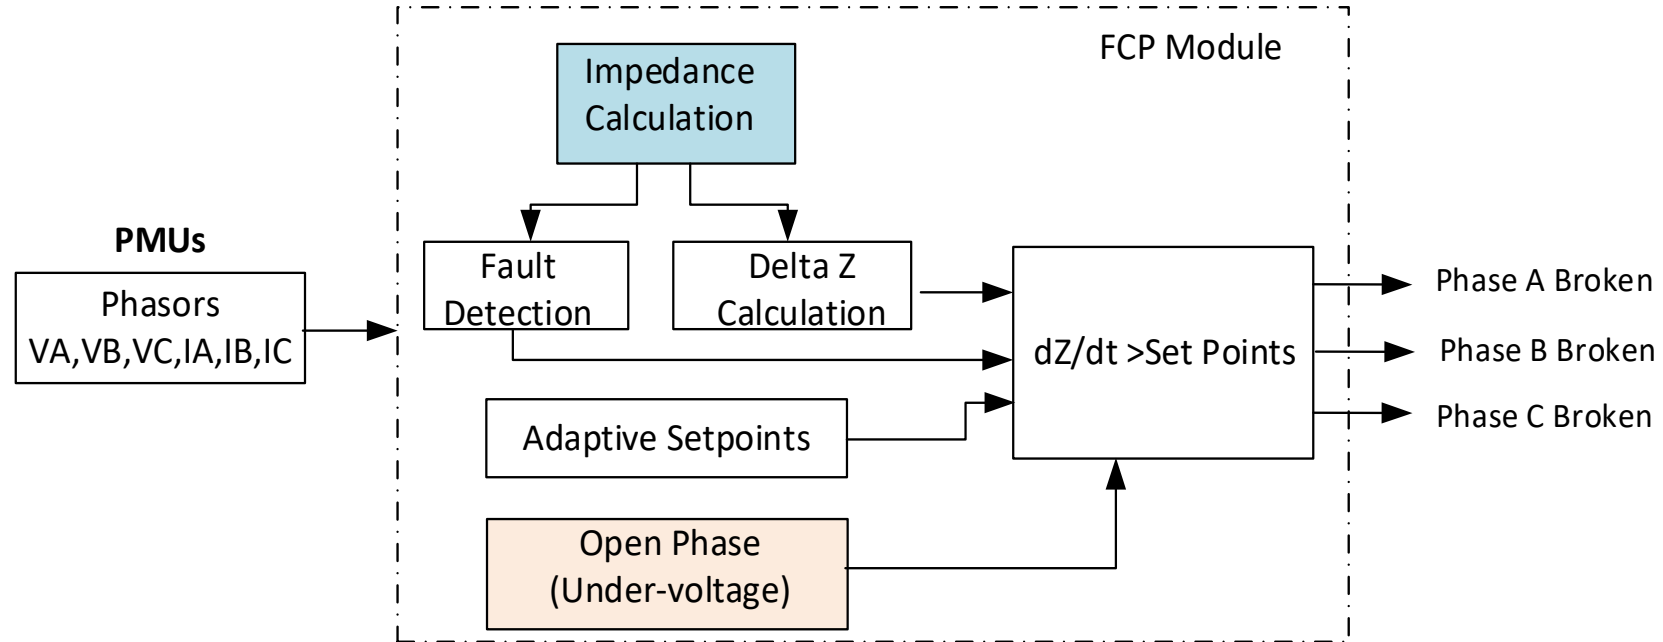 FCP Module
Impedance
Calculation
PMUs
Phasors
VA,VB,VC,IA,IB,IC
Fault
Detection
Delta Z
Calculation
dZ/dt >Set Points
Adaptive Setpoints
Open Phase
(Under-voltage)
Phase A Broken
Phase B Broken
Phase C Broken